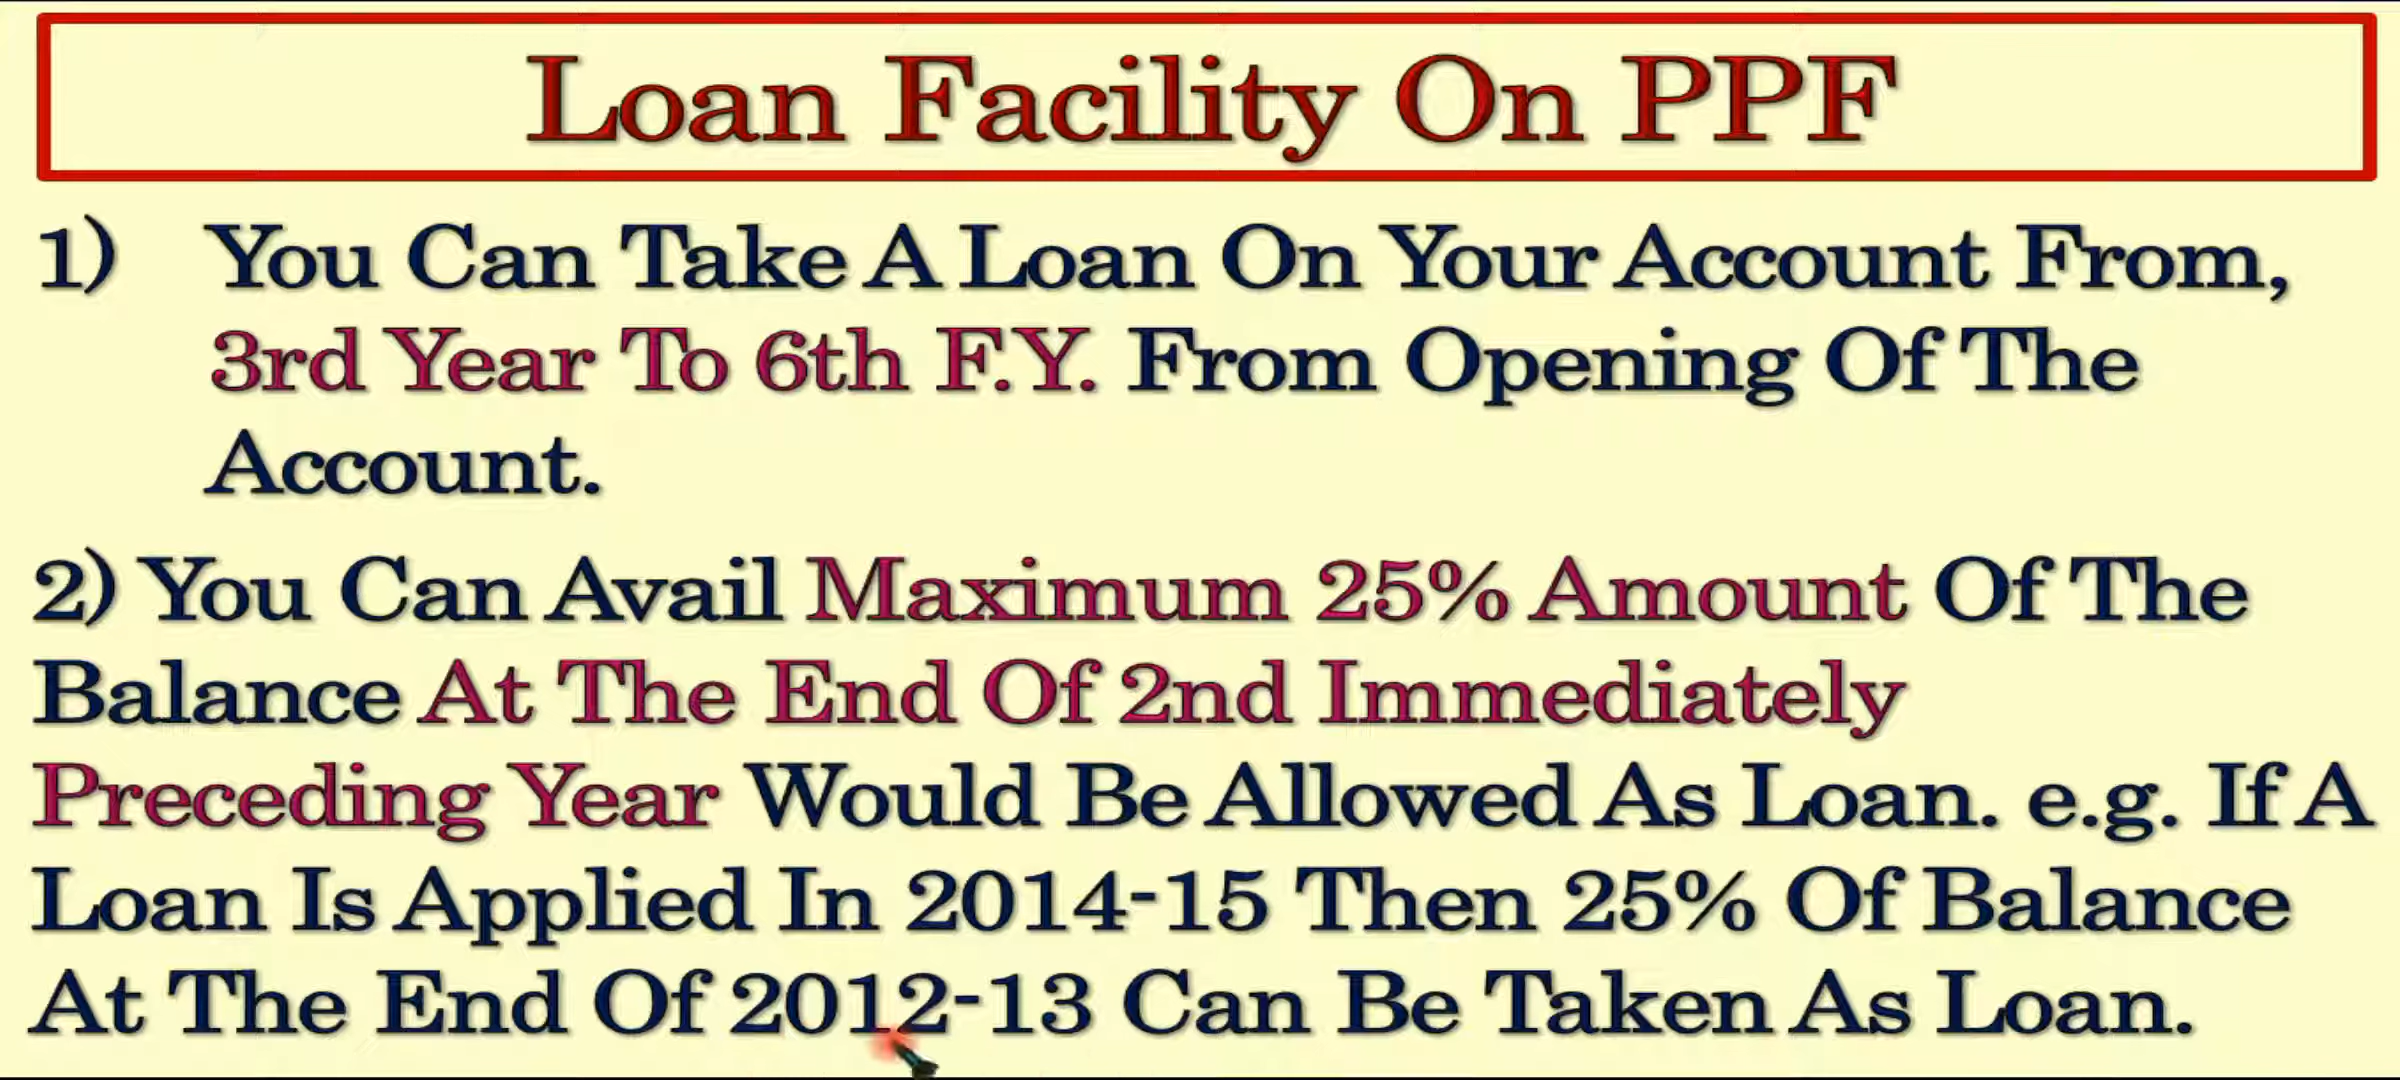 Loan Facility On PPF
1) You Can Take A Loan On Your Account From,
3rd Year To 6th F.Y. From Opening Of The
Account.
2) You Can Avail Maximum 25% Amount Of The
Balance At The End Of 2nd Immediately
Preceding Year Would Be Allowed As Loan. e.g. If A
Loan Is Applied In 2014-15 Then 25% Of Balance
At The End Of 2012-13 Can Be Taken As Loan.